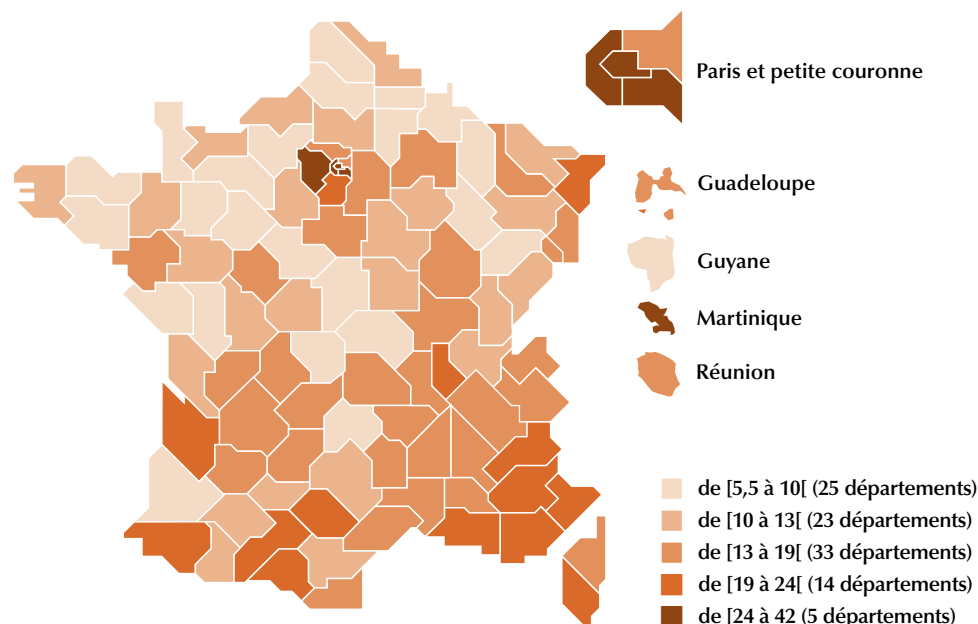 Paris et petite couronne
Guadeloupe
Guyane
Martinique
Réunion
de [5,5 à 10[ (25 départements)
de [10 à 13[ (23 départements)
de [13 à 19[ (33 départements)
de [19 à 24[ (14 départements)
de [24 à 42 (5 départements)